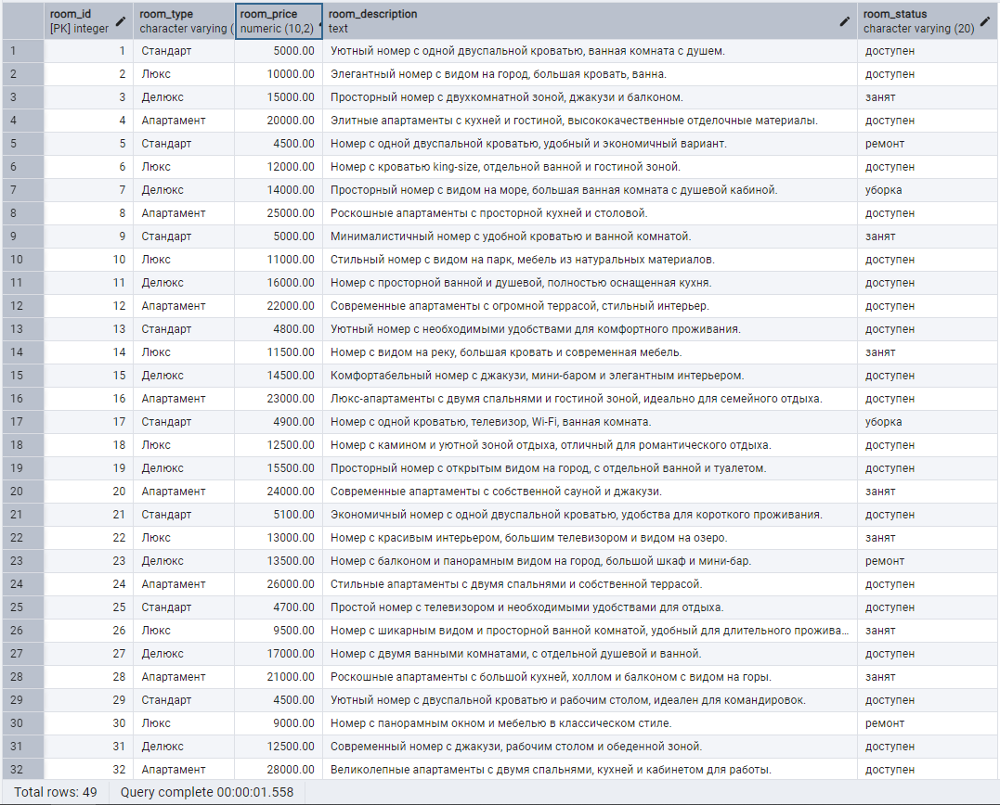 room_id room_type room_price room_description room_status
[PK] integer character varying ( numeric (10,2) text character varying (20)
1 1 Стандарт 5000.00 Уютный номер с одной двуспальной кроватью, ванная комната с душем. доступен
2 2 Люкс 10000.00 Элегантный номер с видом на город, большая кровать, ванна. доступен
3 3 Делюкс 15000.00 Просторный номер с двухкомнатной зоной, джакузи и балконом. занят
4 4 Апартамент 20000.00 Элитные апартаменты с кухней и гостиной, высококачественные отделочные материалы. доступен
5 5 Стандарт 4500.00 Номер с одной двуспальной кроватью, удобный и экономичный вариант. ремонт
6 6 Люкс 12000.00 Номер с кроватью king-size, отдельной ванной и гостиной зоной. доступен
7 7 Делюкс 14000.00 Просторный номер с видом на море, большая ванная комната с душевой кабиной. уборка
8 8 Апартамент 25000.00 Роскошные апартаменты с просторной кухней и столовой. доступен
9 9 Стандарт 5000.00 Минималистичный номер с удобной кроватью и ванной комнатой. занят
10 10 Люкс 11000.00 Стильный номер с видом на парк, мебель из натуральных материалов. доступен
11 11 Делюкс 16000.00 Номер с просторной ванной и душевой, полностью оснащенная кухня. доступен
12 12 Апартамент 22000.00 Современные апартаменты с огромной террасой, стильный интерьер. доступен
13 13 Стандарт 4800.00 Уютный номер с необходимыми удобствами для комфортного проживания. доступен
14 14 Люкс 11500.00 Номер с видом на реку, большая кровать и современная мебель. занят
15 15 Делюкс 14500.00 Комфортабельный номер с джакузи, мини-баром и элегантным интерьером. доступен
16 16 Апартамент 23000.00 Люкс-апартаменты с двумя спальнями и гостиной зоной, идеально для семейного отдыха. доступен
17 17 Стандарт 4900.00 Номер с одной кроватью, телевизор, Wi-Fi, ванная комната. уборка
18 18 Люкс 12500.00 Номер с камином и уютной зоной отдыха, отличный для романтического отдыха. доступен
19 19 Делюкс 15500.00 Просторный номер с открытым видом на город, с отдельной ванной и туалетом. доступен
20 20 Апартамент 24000.00 Современные апартаменты с собственной сауной и джакузи. занят
21 21 Стандарт 5100.00 Экономичный номер с одной двуспальной кроватью, удобства для короткого проживания. доступен
22 22 Люкс 13000.00 Номер с красивым интерьером, большим телевизором и видом на озеро. занят
23 23 Делюкс 13500.00 Номер с балконом и панорамным видом на город, большой шкаф и мини-бар. ремонт
24 24 Апартамент 26000.00 Стильные апартаменты с двумя спальнями и собственной террасой. доступен
25 25 Стандарт 4700.00 Простой номер с телевизором и необходимыми удобствами для отдыха. доступен
26 26 Люкс 9500.00 Номер с шикарным видом и просторной ванной комнатой, удобный для длительного прожива... занят
27 27 Делюкс 17000.00 Номер с двумя ванными комнатами, с отдельной душевой и ванной. доступен
28 28 Апартамент 21000.00 Роскошные апартаменты с большой кухней, холлом и балконом с видом на горы. занят
29 29 Стандарт 4500.00 Уютный номер с двуспальной кроватью и рабочим столом, идеален для командировок. доступен
30 30 Люкс 9000.00 Номер с панорамным окном и мебелью в классическом стиле. ремонт
31 31 Делюкс 12500.00 Современный номер с джакузи, рабочим столом и обеденной зоной. доступен
32 32 Апартамент 28000.00 Великолепные апартаменты с двумя спальнями, кухней и кабинетом для работы. доступен
Total rows: 49 Query complete 00:00:01.558